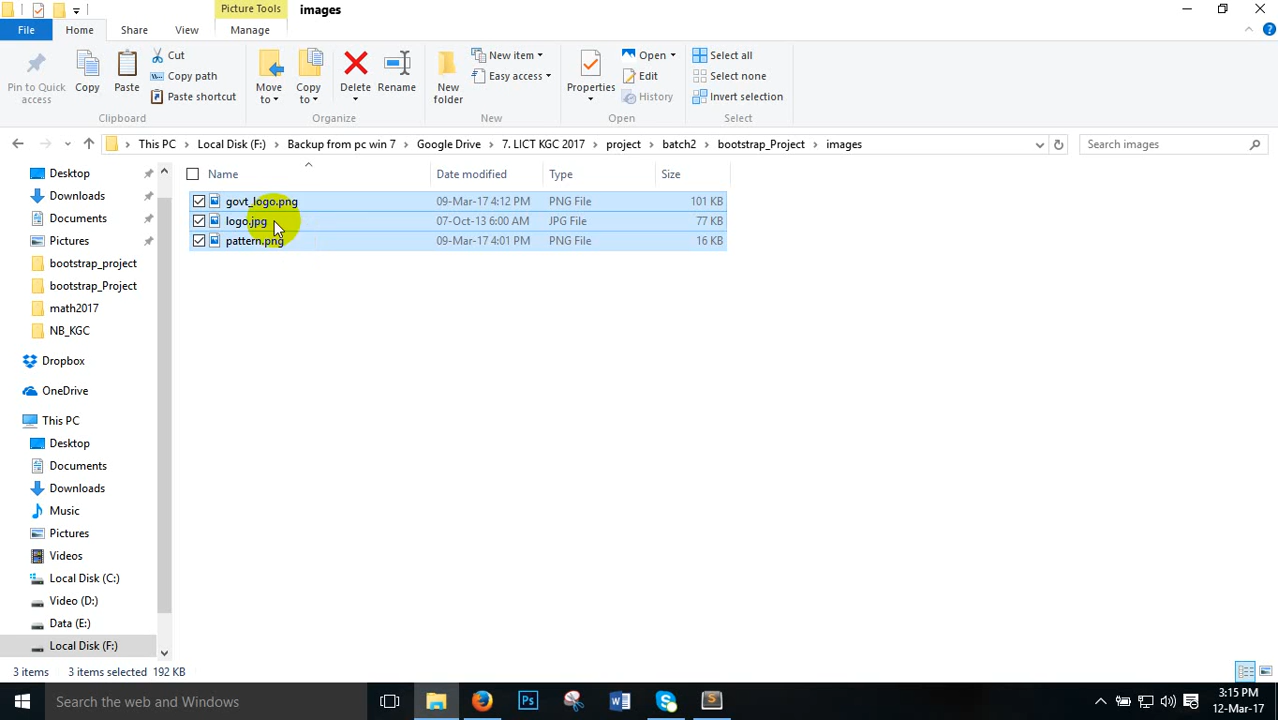 Picture Tools
images
File
Home
Share
View
Manage
Pin to Quick access
Copy
Paste
Cut
Copy path
Paste shortcut
Clipboard
Move to
Copy to
Delete
Rename
Organize
New folder
New item
Easy access
New
Properties
Open
Edit
History
Open
Select all
Select none
Invert selection
Select
This PC
Local Disk (F:)
Backup from pc win 7
Google Drive
7. LICT KGC 2017
project
batch2
bootstrap_Project
images
Search images
Name
Date modified
Type
Size
govt_logo.png 09-Mar-17 4:12 PM PNG File 101 KB
logo.jpg 07-Oct-13 6:00 AM JPG File 77 KB
pattern.png 09-Mar-17 4:01 PM PNG File 16 KB
Desktop
Downloads
Documents
Pictures
bootstrap_project
bootstrap_Project
math2017
NB_KGC
Dropbox
OneDrive
This PC
Desktop
Documents
Downloads
Music
Pictures
Videos
Local Disk (C:)
Video (D:)
Data (E:)
Local Disk (F:)
3 items
3 items selected 192 KB
Search the web and Windows
3:15 PM
12-Mar-17